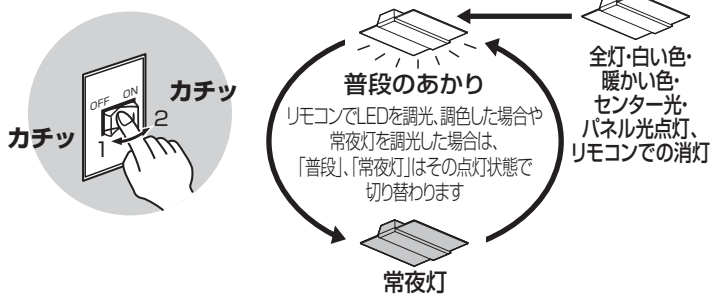 OFF ON
カチッ
2
カチッ
1
普段のあかり
リモコンでLEDを調光、調色した場合や
常夜灯を調光した場合は、
「普段」、「常夜灯」はその点灯状態で
切り替わります
常夜灯
全灯・白い色・
暖かい色・
センター光・
パネル光点灯、
リモコンでの消灯